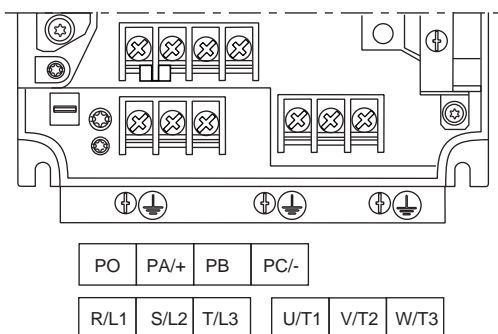 PO PA/+ PB PC/-
R/L1 S/L2 T/L3 U/T1 V/T2 W/T3